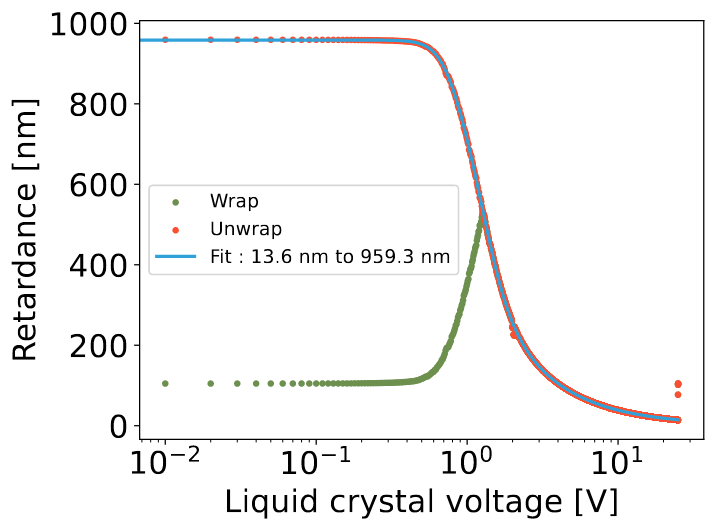 Retardance [nm]
1000
800
600
400
200
0
Wrap
Unwrap
Fit : 13.6 nm to 959.3 nm
10⁻² 10⁻¹ 10⁰ 10¹
Liquid crystal voltage [V]